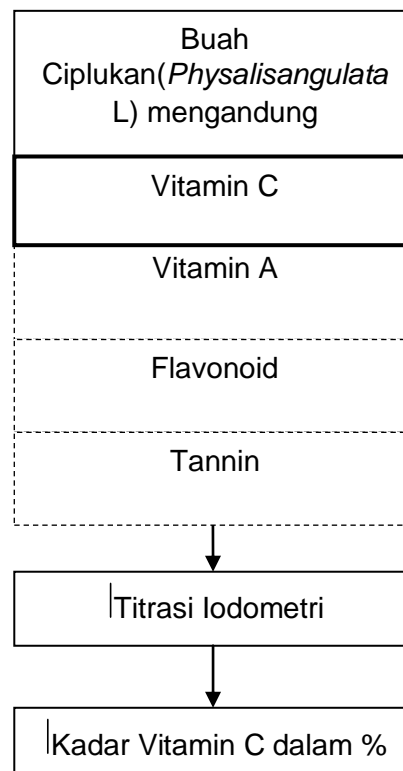 Buah
Ciplukan(Physalisangulata
L) mengandung
Vitamin C
Vitamin A
Flavonoid
Tannin
Titrasi Iodometri
Kadar Vitamin C dalam %